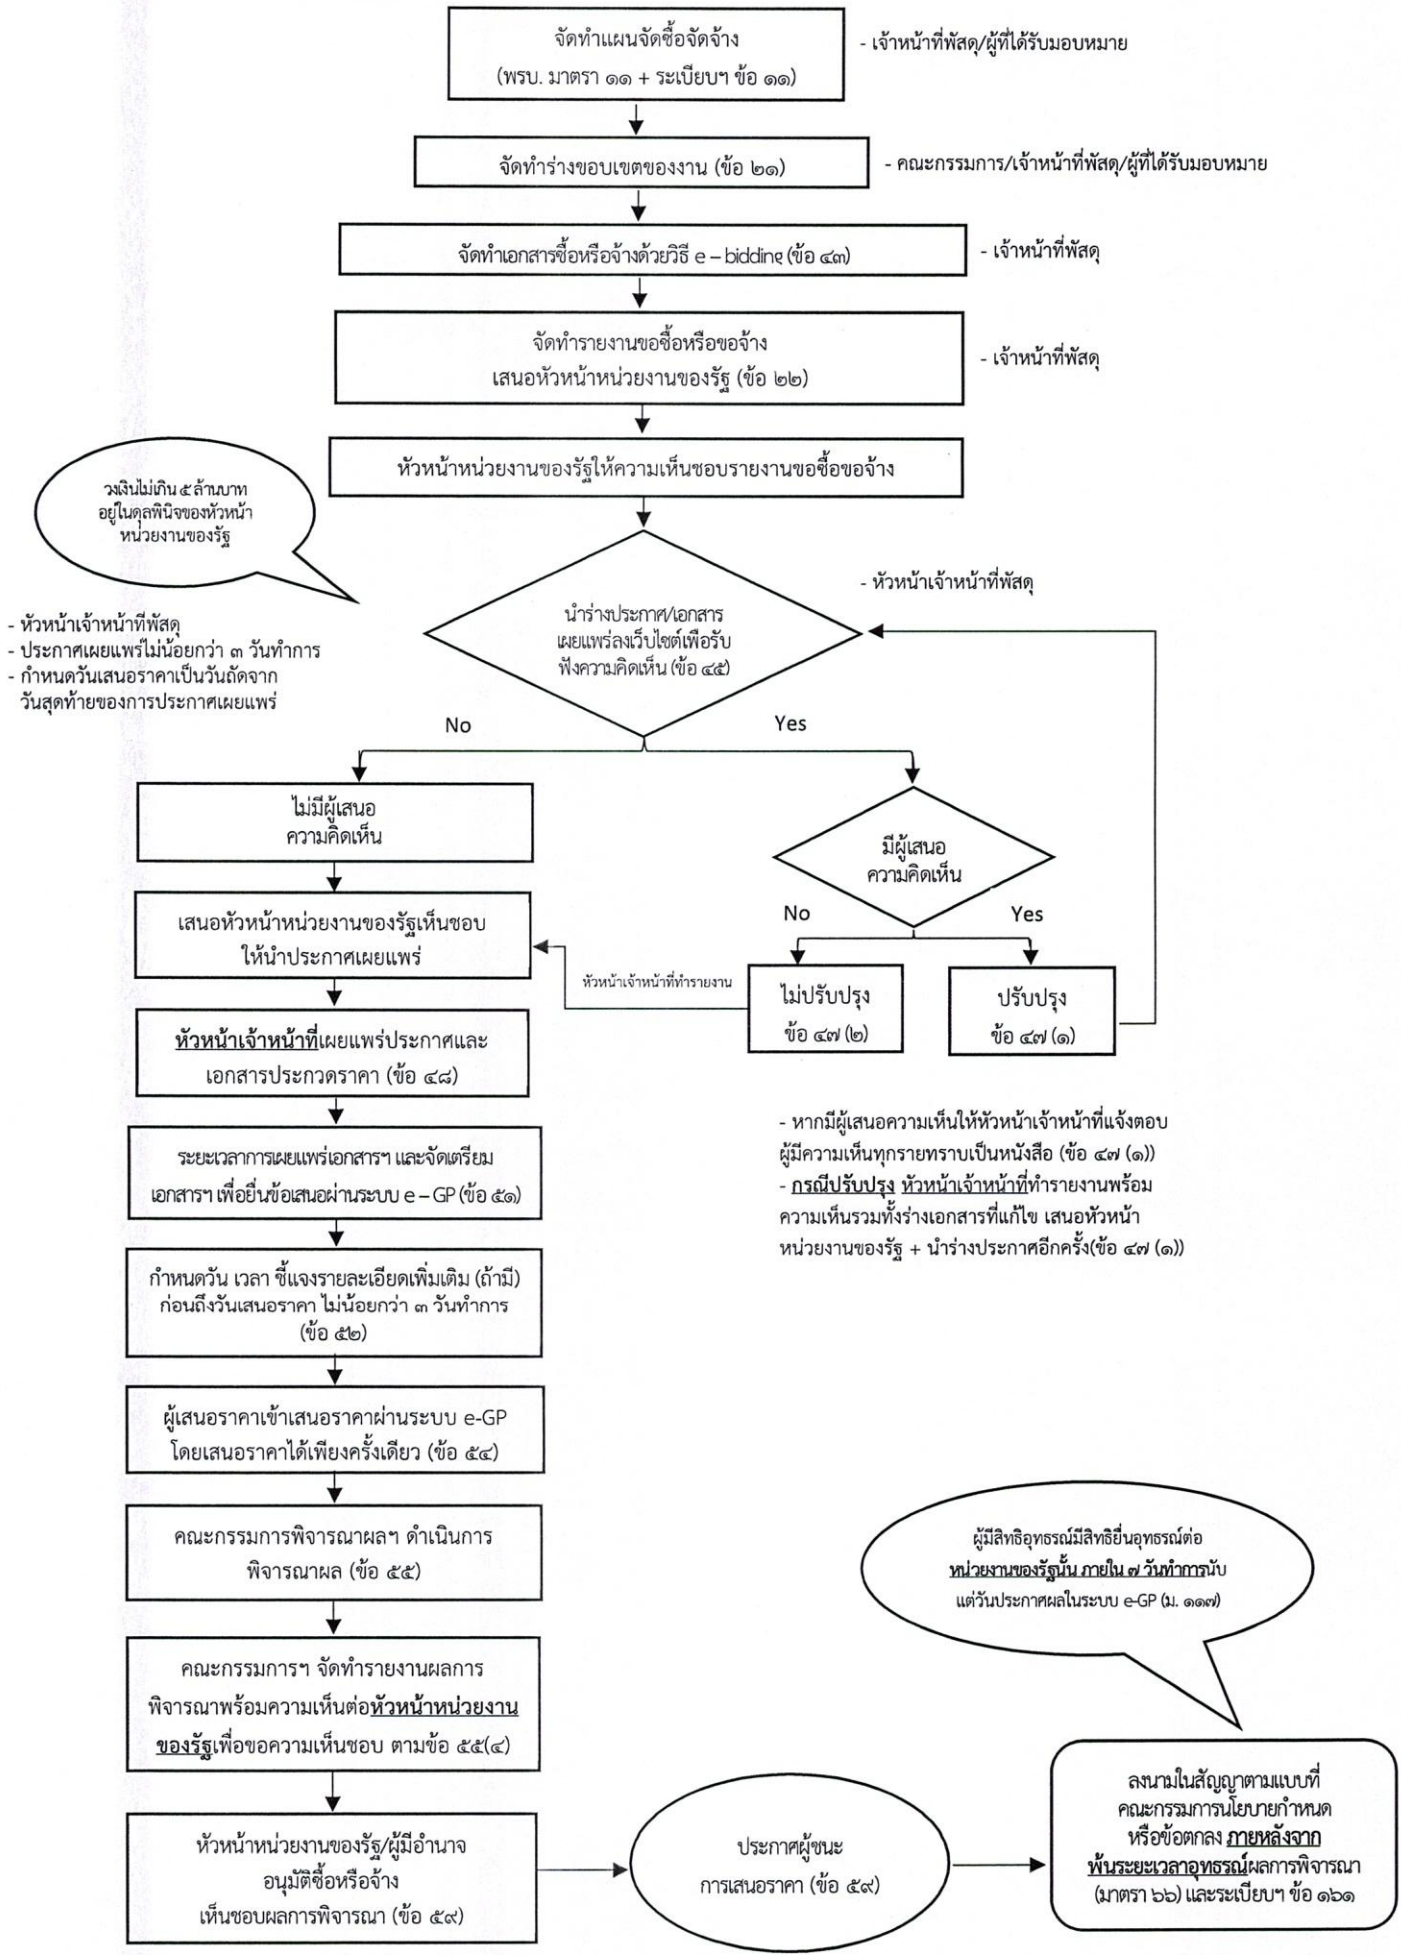 จัดทำแผนจัดซื้อจัดจ้าง
(พรบ. มาตรา ๑๑ + ระเบียบฯ ข้อ ๑๑)
- เจ้าหน้าที่พัสดุ/ผู้ที่ได้รับมอบหมาย
จัดทำร่างขอบเขตของงาน (ข้อ ๒๑)
- คณะกรรมการ/เจ้าหน้าที่พัสดุ/ผู้ที่ได้รับมอบหมาย
จัดทำเอกสารซื้อหรือจ้างด้วยวิธี e – bidding (ข้อ ๔๓)
- เจ้าหน้าที่พัสดุ
จัดทำรายงานขอซื้อหรือขอจ้าง
เสนอหัวหน้าหน่วยงานของรัฐ (ข้อ ๒๒)
- เจ้าหน้าที่พัสดุ
หัวหน้าหน่วยงานของรัฐให้ความเห็นชอบรายงานขอซื้อขอจ้าง
วงเงินไม่เกิน ๕ ล้านบาท
อยู่ในดุลพินิจของหัวหน้า
หน่วยงานของรัฐ
- หัวหน้าเจ้าหน้าที่พัสดุ
นำร่างประกาศ/เอกสาร
เผยแพร่ลงเว็บไซต์เพื่อรับ
ฟังความคิดเห็น (ข้อ ๔๕)
- หัวหน้าเจ้าหน้าที่พัสดุ
- ประกาศเผยแพร่ไม่น้อยกว่า ๓ วันทำการ
- กำหนดวันเสนอราคาเป็นวันถัดจาก
วันสุดท้ายของการประกาศเผยแพร่
No
Yes
ไม่มีผู้เสนอ
ความคิดเห็น
มีผู้เสนอ
ความคิดเห็น
No
Yes
เสนอหัวหน้าหน่วยงานของรัฐเห็นชอบ
ให้นำประกาศเผยแพร่
หัวหน้าเจ้าหน้าที่ทำรายงาน
ไม่ปรับปรุง
ข้อ ๔๗ (๒)
ปรับปรุง
ข้อ ๔๗ (๑)
หัวหน้าเจ้าหน้าที่เผยแพร่ประกาศและ
เอกสารประกวดราคา (ข้อ ๔๘)
- หากมีผู้เสนอความเห็นให้หัวหน้าเจ้าหน้าที่แจ้งตอบ
ผู้มีความเห็นทุกรายทราบเป็นหนังสือ (ข้อ ๔๗ (๑))
- กรณีปรับปรุง หัวหน้าเจ้าหน้าที่ทำรายงานพร้อม
ความเห็นรวมทั้งร่างเอกสารที่แก้ไข เสนอหัวหน้า
หน่วยงานของรัฐ + นำร่างประกาศอีกครั้ง(ข้อ ๔๗ (๑))
ระยะเวลาการเผยแพร่เอกสารฯ และจัดเตรียม
เอกสารฯ เพื่อยื่นข้อเสนอผ่านระบบ e – GP (ข้อ ๕๑)
กำหนดวัน เวลา ชี้แจงรายละเอียดเพิ่มเติม (ถ้ามี)
ก่อนถึงวันเสนอราคา ไม่น้อยกว่า ๓ วันทำการ
(ข้อ ๕๒)
ผู้เสนอราคาเข้าเสนอราคาผ่านระบบ e-GP
โดยเสนอราคาได้เพียงครั้งเดียว (ข้อ ๕๔)
คณะกรรมการพิจารณาผลฯ ดำเนินการ
พิจารณาผล (ข้อ ๕๕)
ผู้มีสิทธิอุทธรณ์มีสิทธิยื่นอุทธรณ์ต่อ
หน่วยงานของรัฐนั้น ภายใน ๗ วันทำการนับ
แต่วันประกาศผลในระบบ e-GP (ม. ๑๑๗)
คณะกรรมการฯ จัดทำรายงานผลการ
พิจารณาพร้อมความเห็นต่อหัวหน้าหน่วยงาน
ของรัฐเพื่อขอความเห็นชอบ ตามข้อ ๕๕(๔)
หัวหน้าหน่วยงานของรัฐ/ผู้มีอำนาจ
อนุมัติซื้อหรือจ้าง
เห็นชอบผลการพิจารณา (ข้อ ๕๙)
ประกาศผู้ชนะ
การเสนอราคา (ข้อ ๕๙)
ลงนามในสัญญาตามแบบที่
คณะกรรมการนโยบายกำหนด
หรือข้อตกลง ภายหลังจาก
พ้นระยะเวลาอุทธรณ์ผลการพิจารณา
(มาตรา ๖๖) และระเบียบฯ ข้อ ๑๖๑